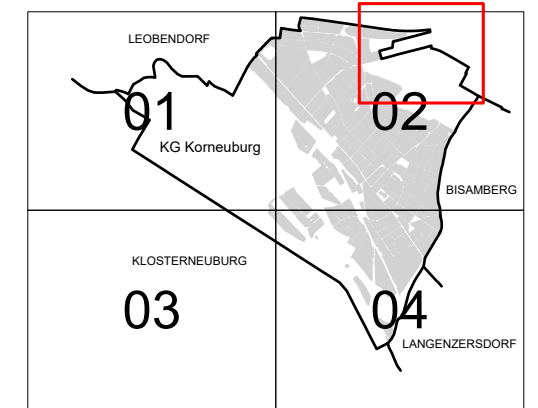 LEOBENDORF
01
02
KG Korneuburg
BISAMBERG
KLOSTERNEUBURG
03
04
LANGENZERSDORF